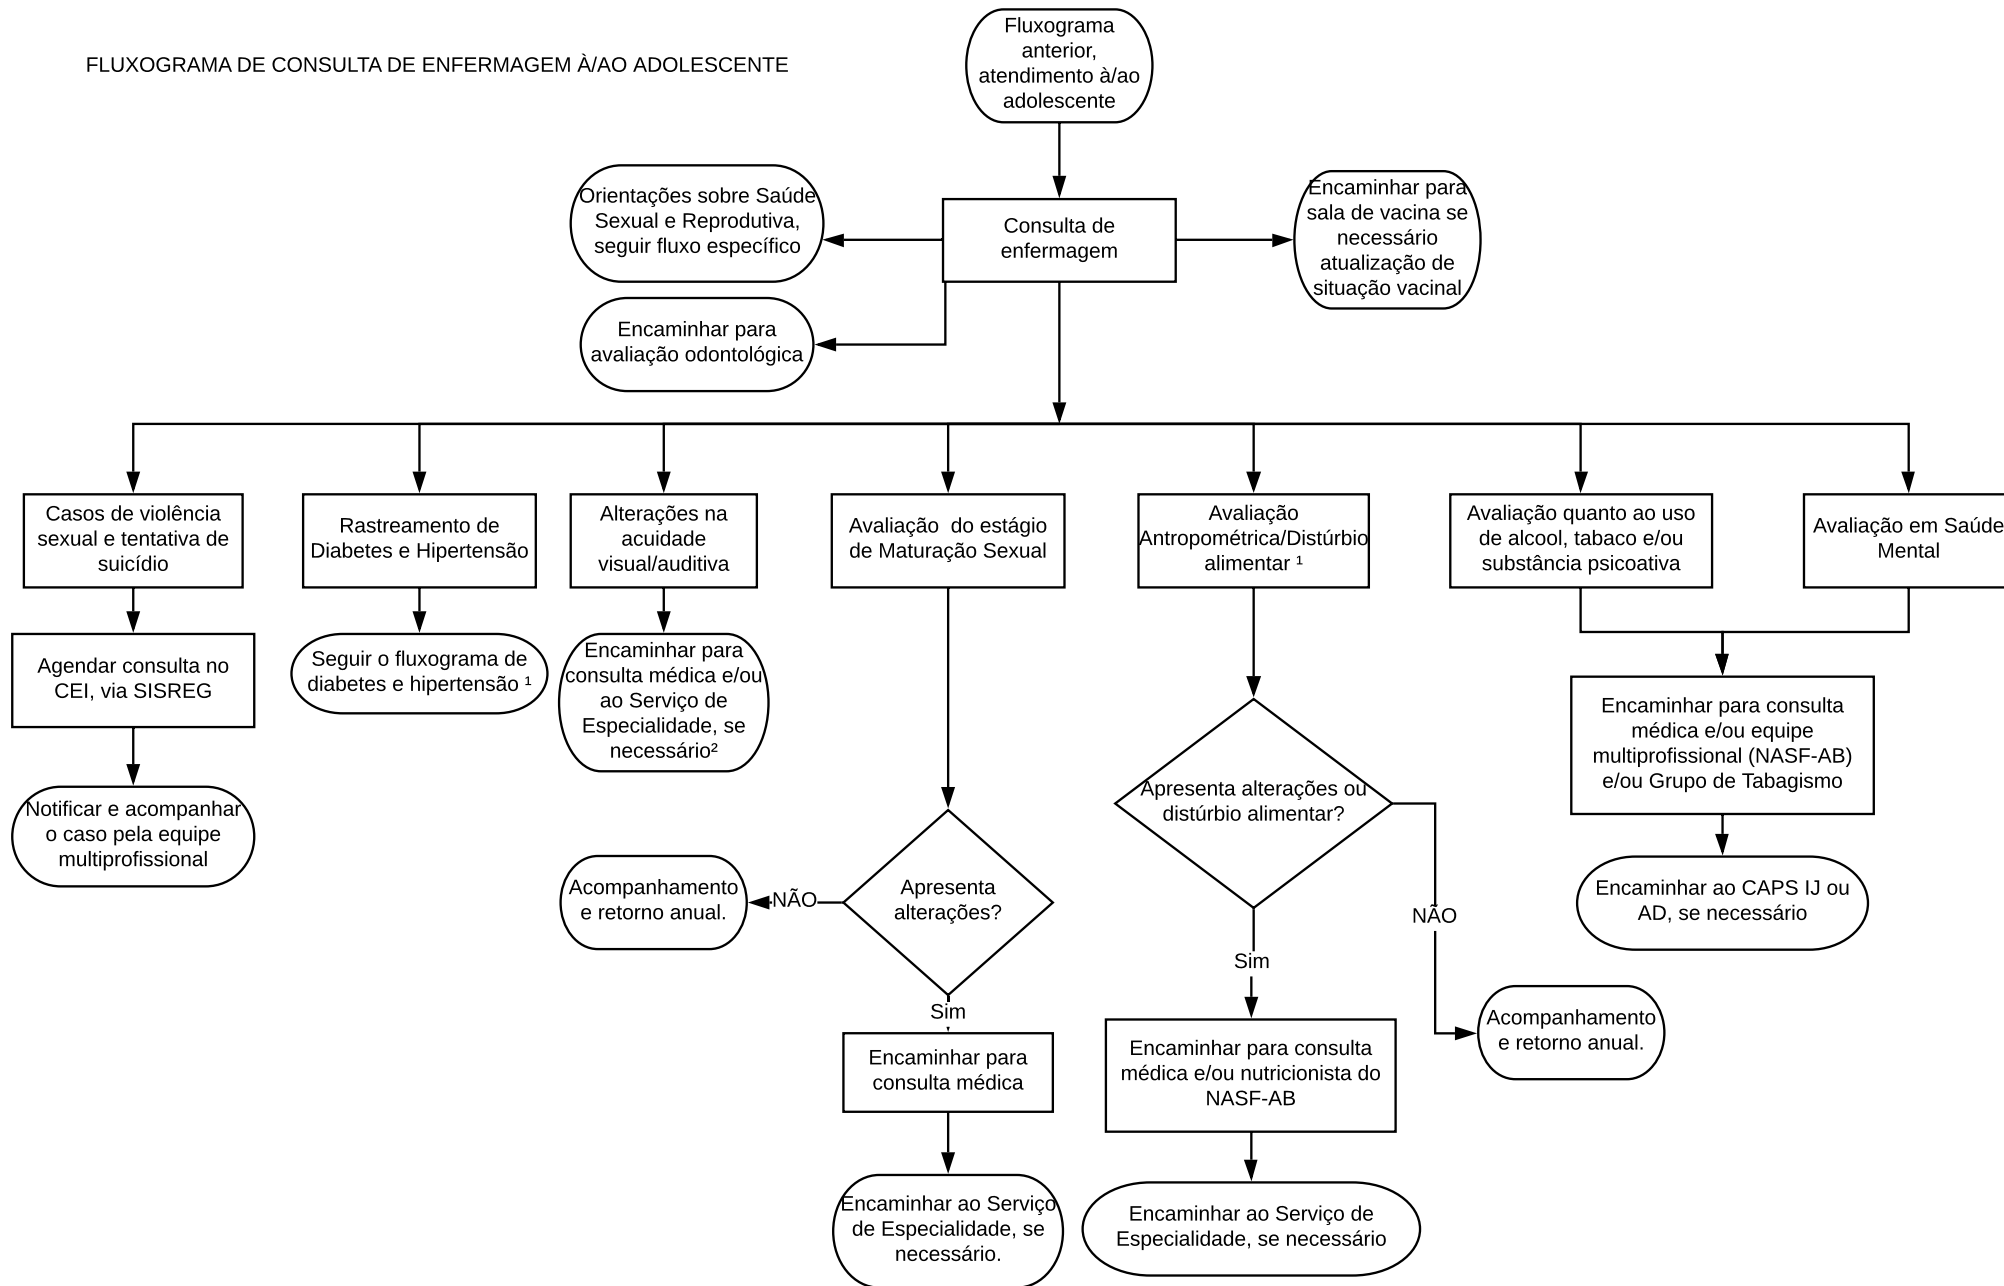 FLUXOGRAMA DE CONSULTA DE ENFERMAGEM À/AO ADOLESCENTE
Fluxograma
anterior,
atendimento à/ao
adolescente
Orientações sobre Saúde
Sexual e Reprodutiva,
seguir fluxo específico
Consulta de
enfermagem
Encaminhar para
sala de vacina se
necessário
atualização de
situação vacinal
Encaminhar para
avaliação odontológica
Casos de violência
sexual e tentativa de
suicídio
Rastreamento de
Diabetes e Hipertensão
Alterações na
acuidade
visual/auditiva
Avaliação do estágio
de Maturação Sexual
Avaliação
Antropométrica/Distúrbio
alimentar ¹
Avaliação quanto ao uso
de alcool, tabaco e/ou
substância psicoativa
Avaliação em Saúde
Mental
Agendar consulta no
CEI, via SISREG
Seguir o fluxograma de
diabetes e hipertensão ¹
Encaminhar para
consulta médica e/ou
ao Serviço de
Especialidade, se
necessário²
Encaminhar para consulta
médica e/ou equipe
multiprofissional (NASF-AB)
e/ou Grupo de Tabagismo
Notificar e acompanhar
o caso pela equipe
multiprofissional
Apresenta alterações ou
distúrbio alimentar?
Acompanhamento
e retorno anual.
NÃO
Apresenta
alterações?
NÃO
Encaminhar ao CAPS IJ ou
AD, se necessário
Sim
Sim
Acompanhamento
e retorno anual.
Encaminhar para
consulta médica
Encaminhar para consulta
médica e/ou nutricionista do
NASF-AB
Encaminhar ao Serviço
de Especialidade, se
necessário.
Encaminhar ao Serviço de
Especialidade, se necessário